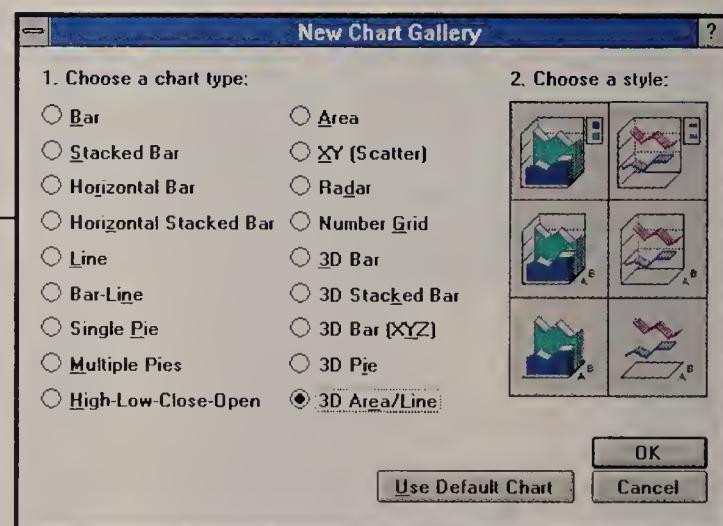 New Chart Gallery
?
1. Choose a chart type:
Bar
Stacked Bar
Horizontal Bar
Horizontal Stacked Bar
Line
Bar-Line
Single Pie
Multiple Pies
High-Low-Close-Open
Area
XY (Scatter)
Radar
Number Grid
3D Bar
3D Stacked Bar
3D Bar (XYZ)
3D Pie
3D Area/Line
2. Choose a style:
A B
A B
A B
A B
OK
Use Default Chart
Cancel